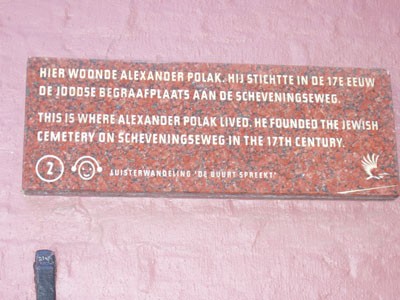 HIER WOONDE ALEXANDER POLAK. HIJ STICHTTE IN DE 17E EEUW
DE JOODSE BEGRAAFPLAATS AAN DE SCHEVENINGSEWEG.
THIS IS WHERE ALEXANDER POLAK LIVED. HE FOUNDED THE JEWISH
CEMETERY ON SCHEVENINGSEWEG IN THE 17TH CENTURY.
2
LUISTERWANDELING 'DE BUURT SPREEKT'